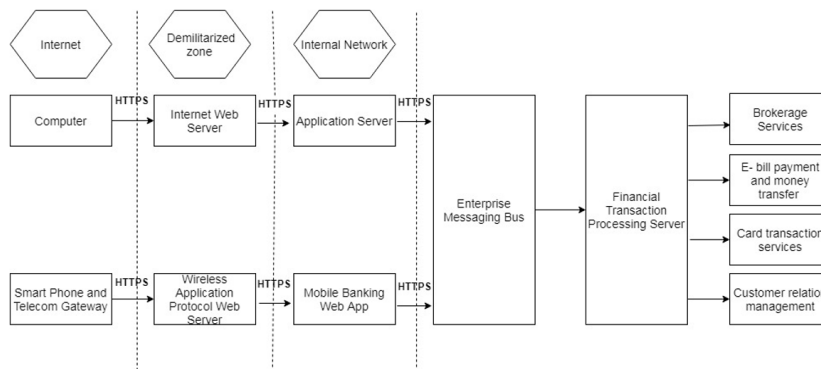 Internet
Demilitarized
zone
Internal Network
HTTPS
HTTPS
HTTPS
Computer
Internet Web
Server
Application Server
Brokerage
Services
E- bill payment
and money
transfer
Enterprise
Messaging Bus
Financial
Transaction
Processing Server
Card transaction
services
HTTPS
HTTPS
HTTPS
Smart Phone and
Telecom Gateway
Wireless
Application
Protocol Web
Server
Mobile Banking
Web App
Customer relation
management